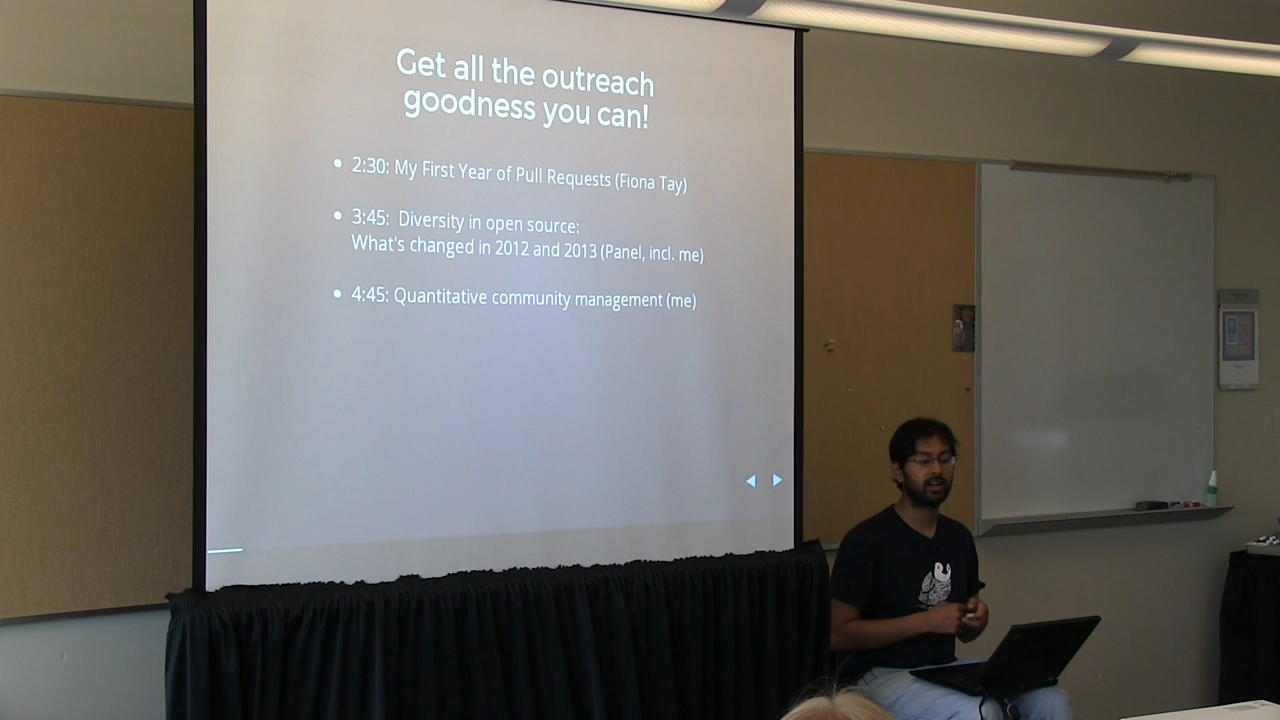 Get all the outreach
goodness you can!
• 2:30: My First Year of Pull Requests (Fiona Tay)
• 3:45: Diversity in open source:
What's changed in 2012 and 2013 (Panel, incl. me)
• 4:45: Quantitative community management (me)